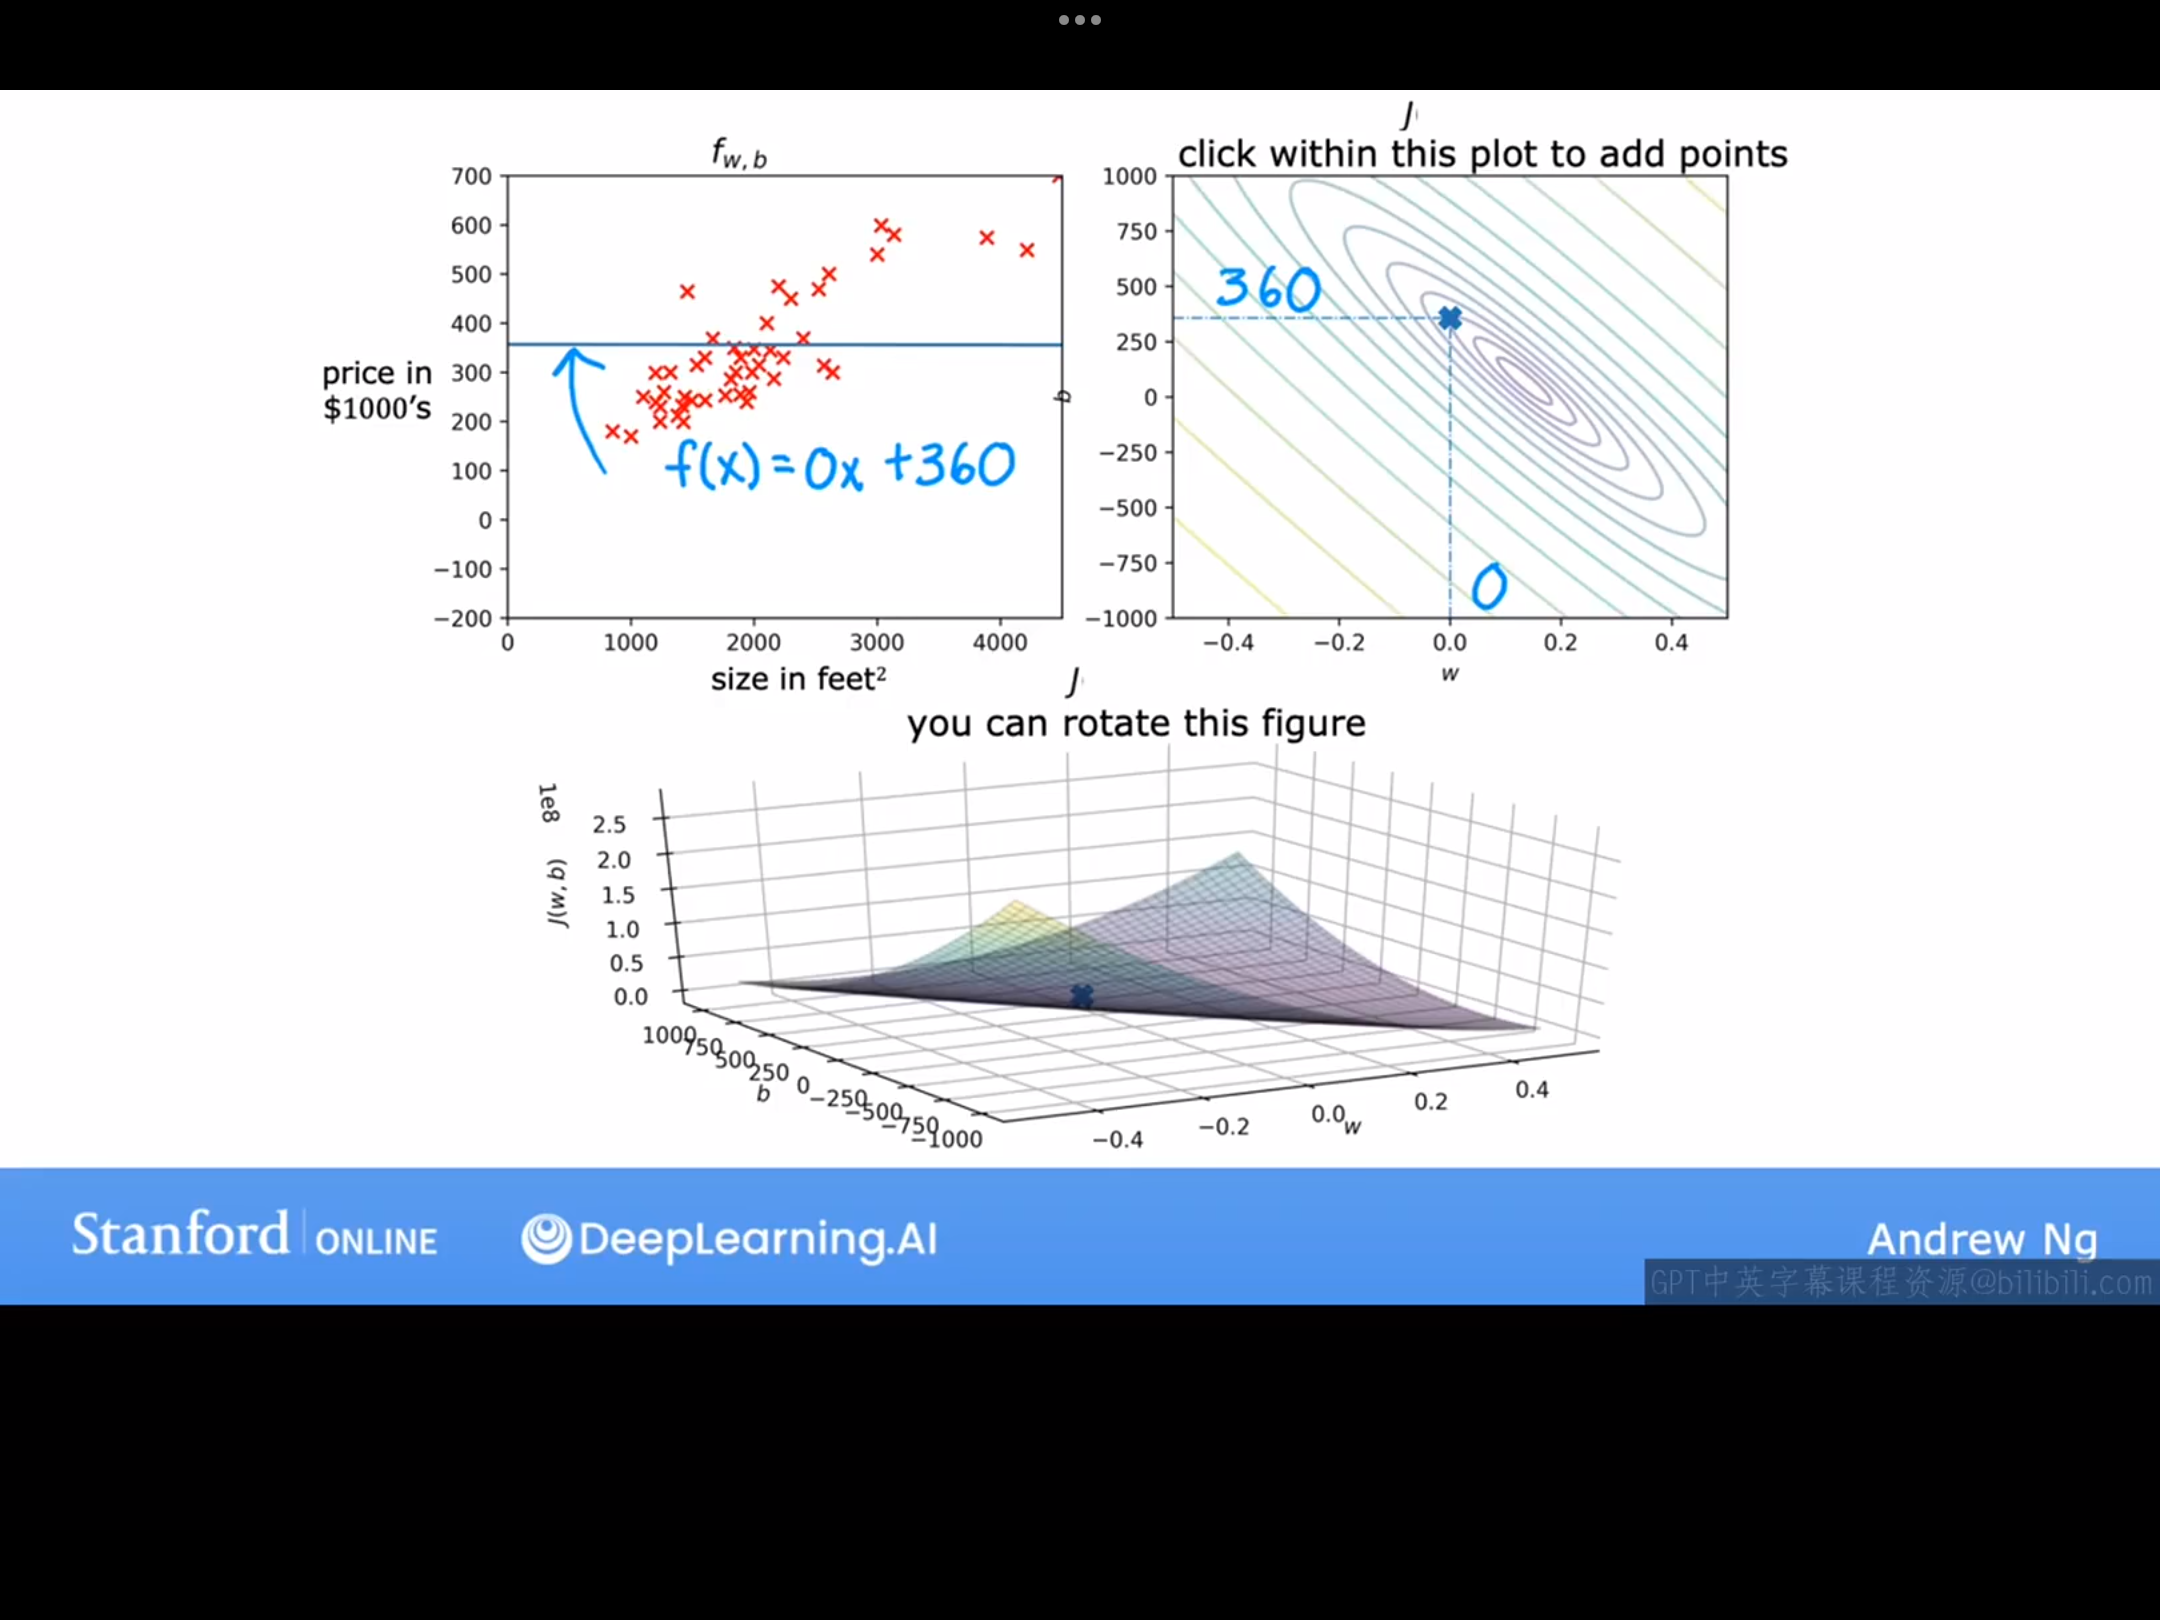 f w, b
700
600
500
400
300
200
100
0
−100
−200
price in
$1000's
f(x) = 0x + 360
0
1000
2000
3000
4000
size in feet²
J
click within this plot to add points
1000
750
500
250
0
−250
−500
−750
−1000
b
360
0
−0.4
−0.2
0.0
0.2
0.4
w
J
you can rotate this figure
1e8
J(w, b)
2.5
2.0
1.5
1.0
0.5
0.0
1000
750
500
250
0
−250
−500
−750
−1000
b
−0.4
−0.2
0.0
0.2
0.4
w
Stanford | ONLINE
DeepLearning.AI
Andrew Ng
GPT中英字幕课程资源@bilibili.com